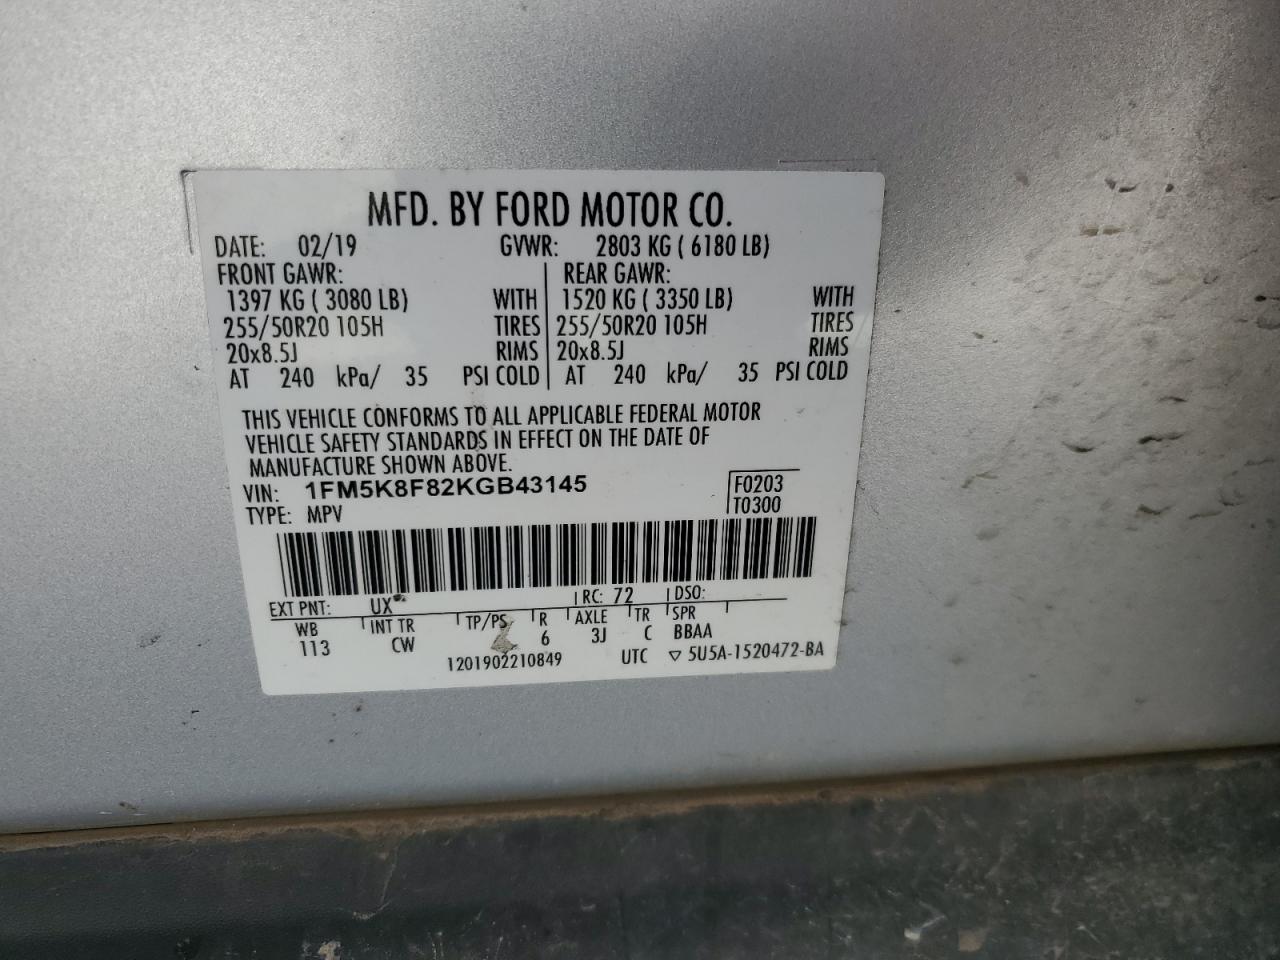 MFD. BY FORD MOTOR CO.
DATE: 02/19 GVWR: 2803 KG ( 6180 LB)
FRONT GAWR: REAR GAWR:
1397 KG ( 3080 LB) WITH 1520 KG ( 3350 LB) WITH
255/50R20 105H TIRES 255/50R20 105H TIRES
20x8.5J RIMS 20x8.5J RIMS
AT 240 kPa/ 35 PSI COLD AT 240 kPa/ 35 PSI COLD
THIS VEHICLE CONFORMS TO ALL APPLICABLE FEDERAL MOTOR
VEHICLE SAFETY STANDARDS IN EFFECT ON THE DATE OF
MANUFACTURE SHOWN ABOVE.
VIN: 1FM5K8F82KGB43145 F0203
TYPE: MPV T0300
EXT PNT: UX RC: 72 DSO:
WB INT TR TP/PS R AXLE TR SPR
113 CW 6 3J C BBAA
1201902210849 UTC ▽ 5U5A-1520472-BA